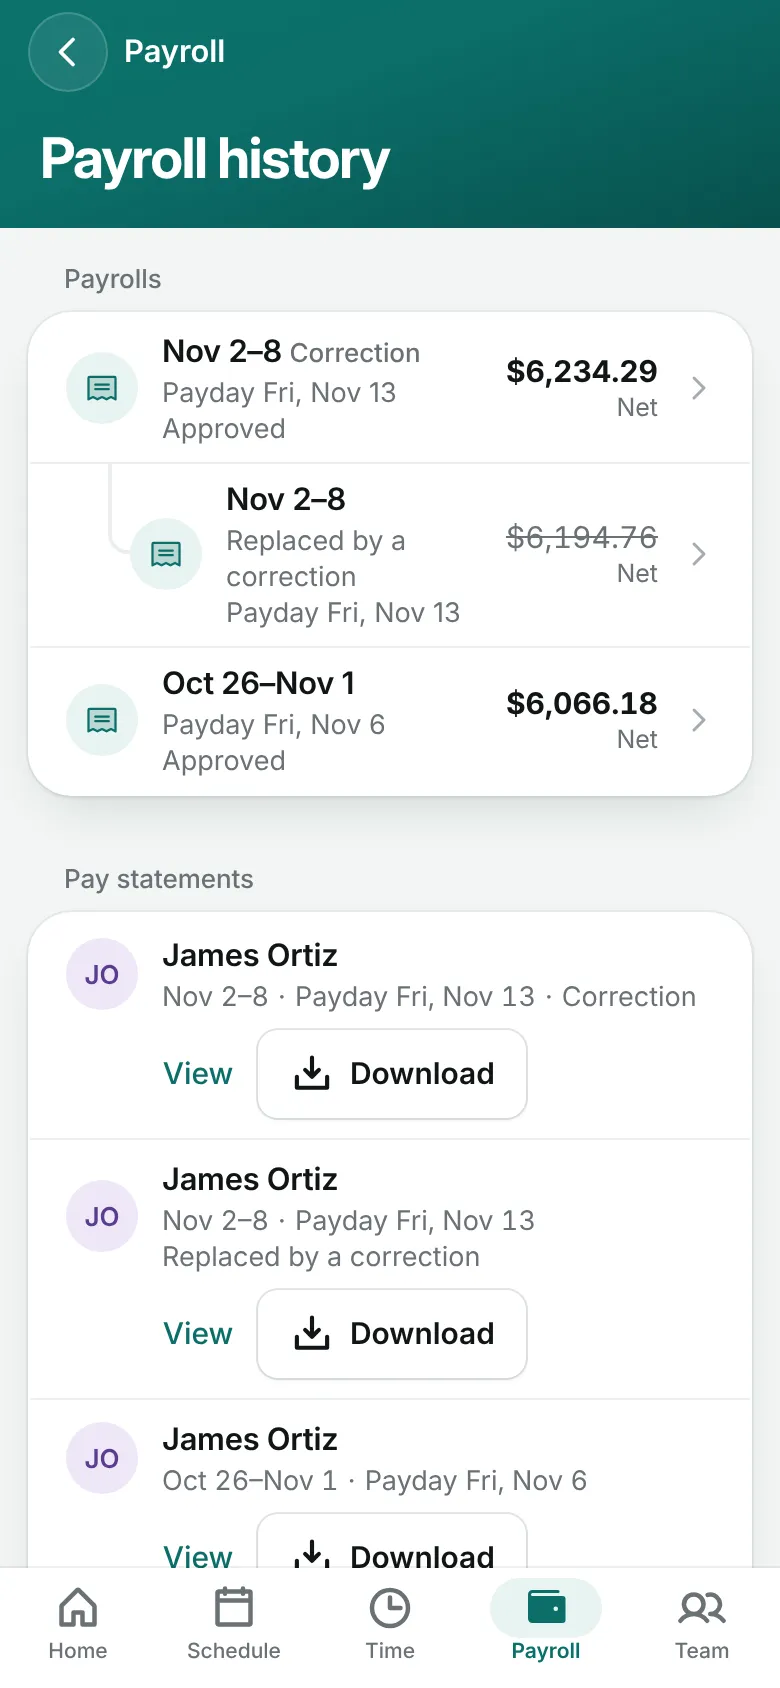 Payroll
Payroll history
Payrolls
Nov 2–8 Correction
Payday Fri, Nov 13
Approved
$6,234.29
Net
Nov 2–8
Replaced by a
correction
Payday Fri, Nov 13
$6,194.76
Net
Oct 26–Nov 1
Payday Fri, Nov 6
Approved
$6,066.18
Net
Pay statements
JO
James Ortiz
Nov 2–8 · Payday Fri, Nov 13 · Correction
View
Download
JO
James Ortiz
Nov 2–8 · Payday Fri, Nov 13
Replaced by a correction
View
Download
JO
James Ortiz
Oct 26–Nov 1 · Payday Fri, Nov 6
View
Download
Home
Schedule
Time
Payroll
Team